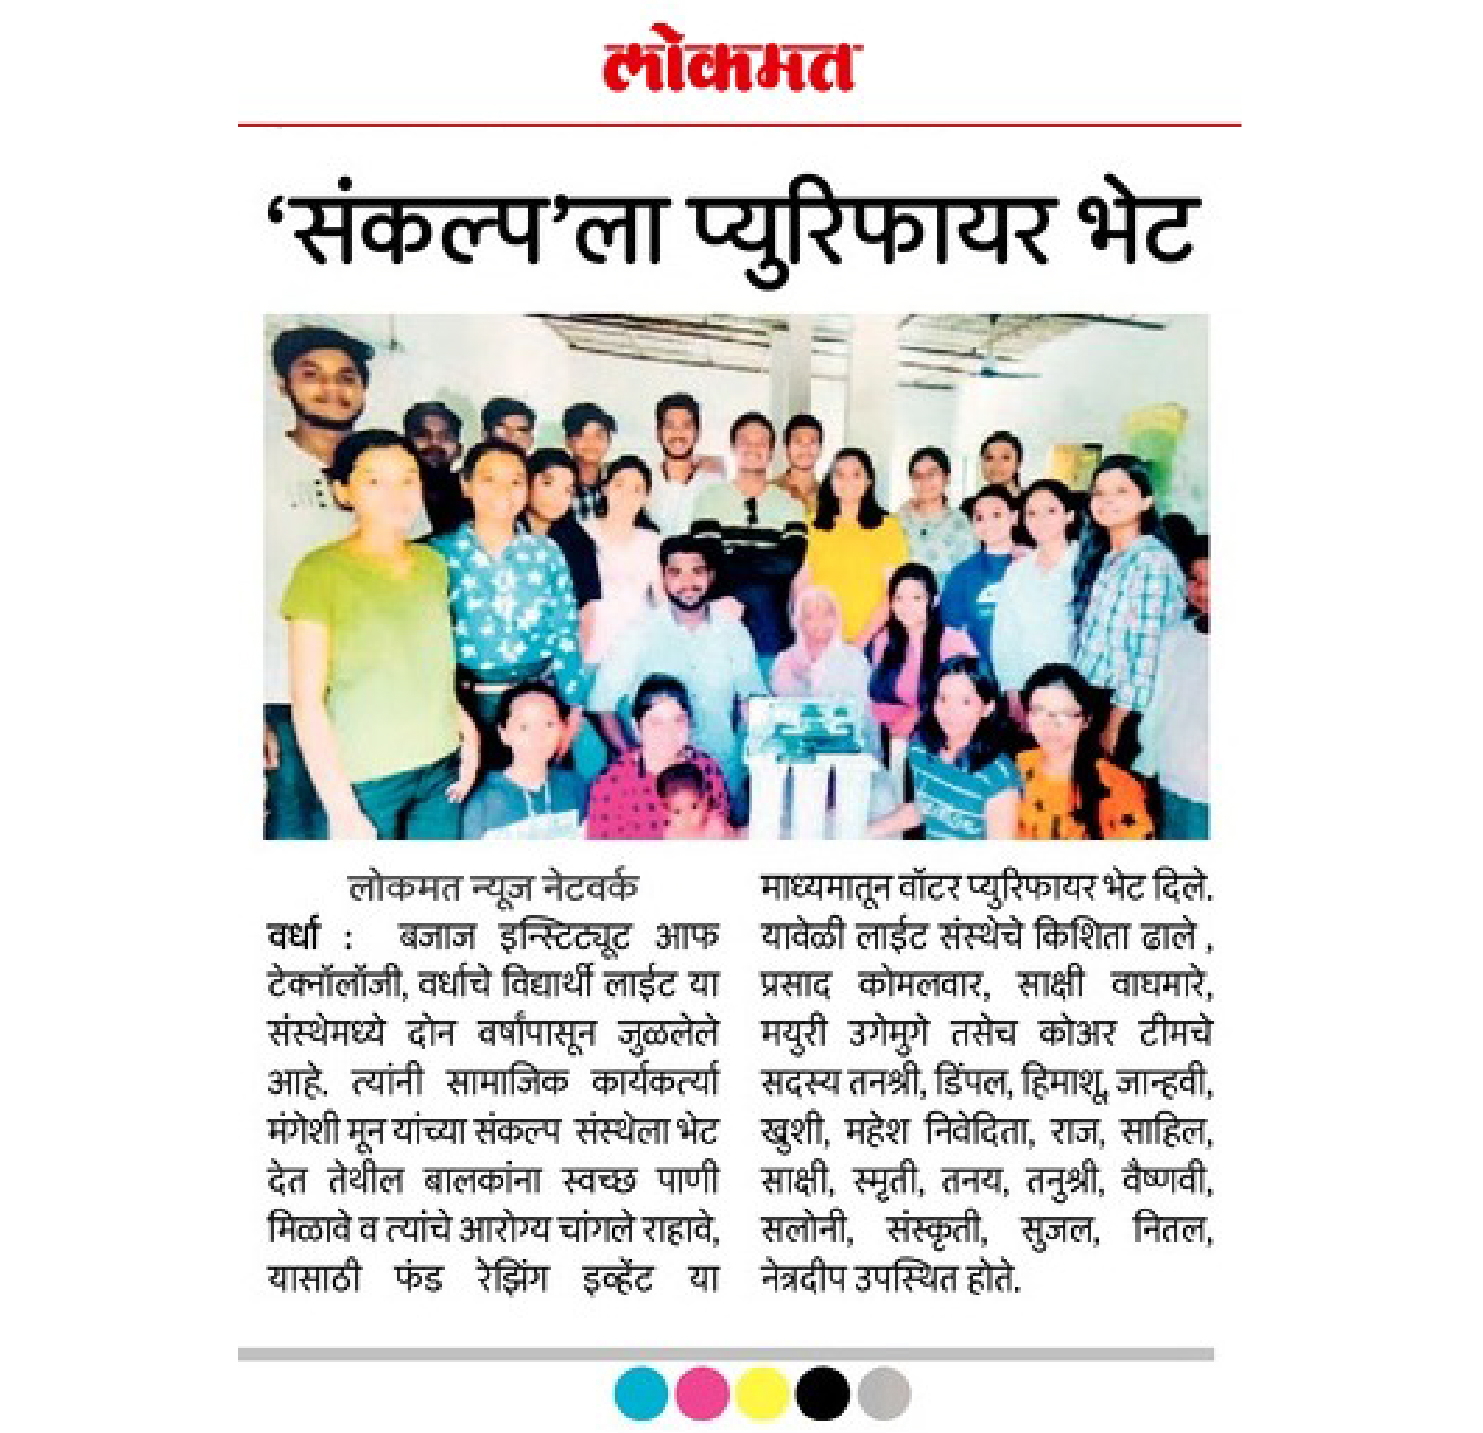 लोकमत
‘संकल्प’ला प्युरिफायर भेट
लोकमत न्यूज नेटवर्क
वर्धा : बजाज इन्स्टिट्यूट आफ
टेक्नॉलॉजी, वर्धाचे विद्यार्थी लाईट या
संस्थेमध्ये दोन वर्षांपासून जुळलेले
आहे. त्यांनी सामाजिक कार्यकर्त्या
मंगेशी मून यांच्या संकल्प संस्थेला भेट
देत तेथील बालकांना स्वच्छ पाणी
मिळावे व त्यांचे आरोग्य चांगले राहावे,
यासाठी फंड रेझिंग इव्हेंट या
माध्यमातून वॉटर प्युरिफायर भेट दिले.
यावेळी लाईट संस्थेचे किशिता ढाले ,
प्रसाद कोमलवार, साक्षी वाघमारे,
मयुरी उगेमुगे तसेच कोअर टीमचे
सदस्य तनश्री, डिंपल, हिमाशू, जान्हवी,
खुशी, महेश निवेदिता, राज, साहिल,
साक्षी, स्मृती, तनय, तनुश्री, वैष्णवी,
सलोनी, संस्कृती, सुजल, नितल,
नेत्रदीप उपस्थित होते.